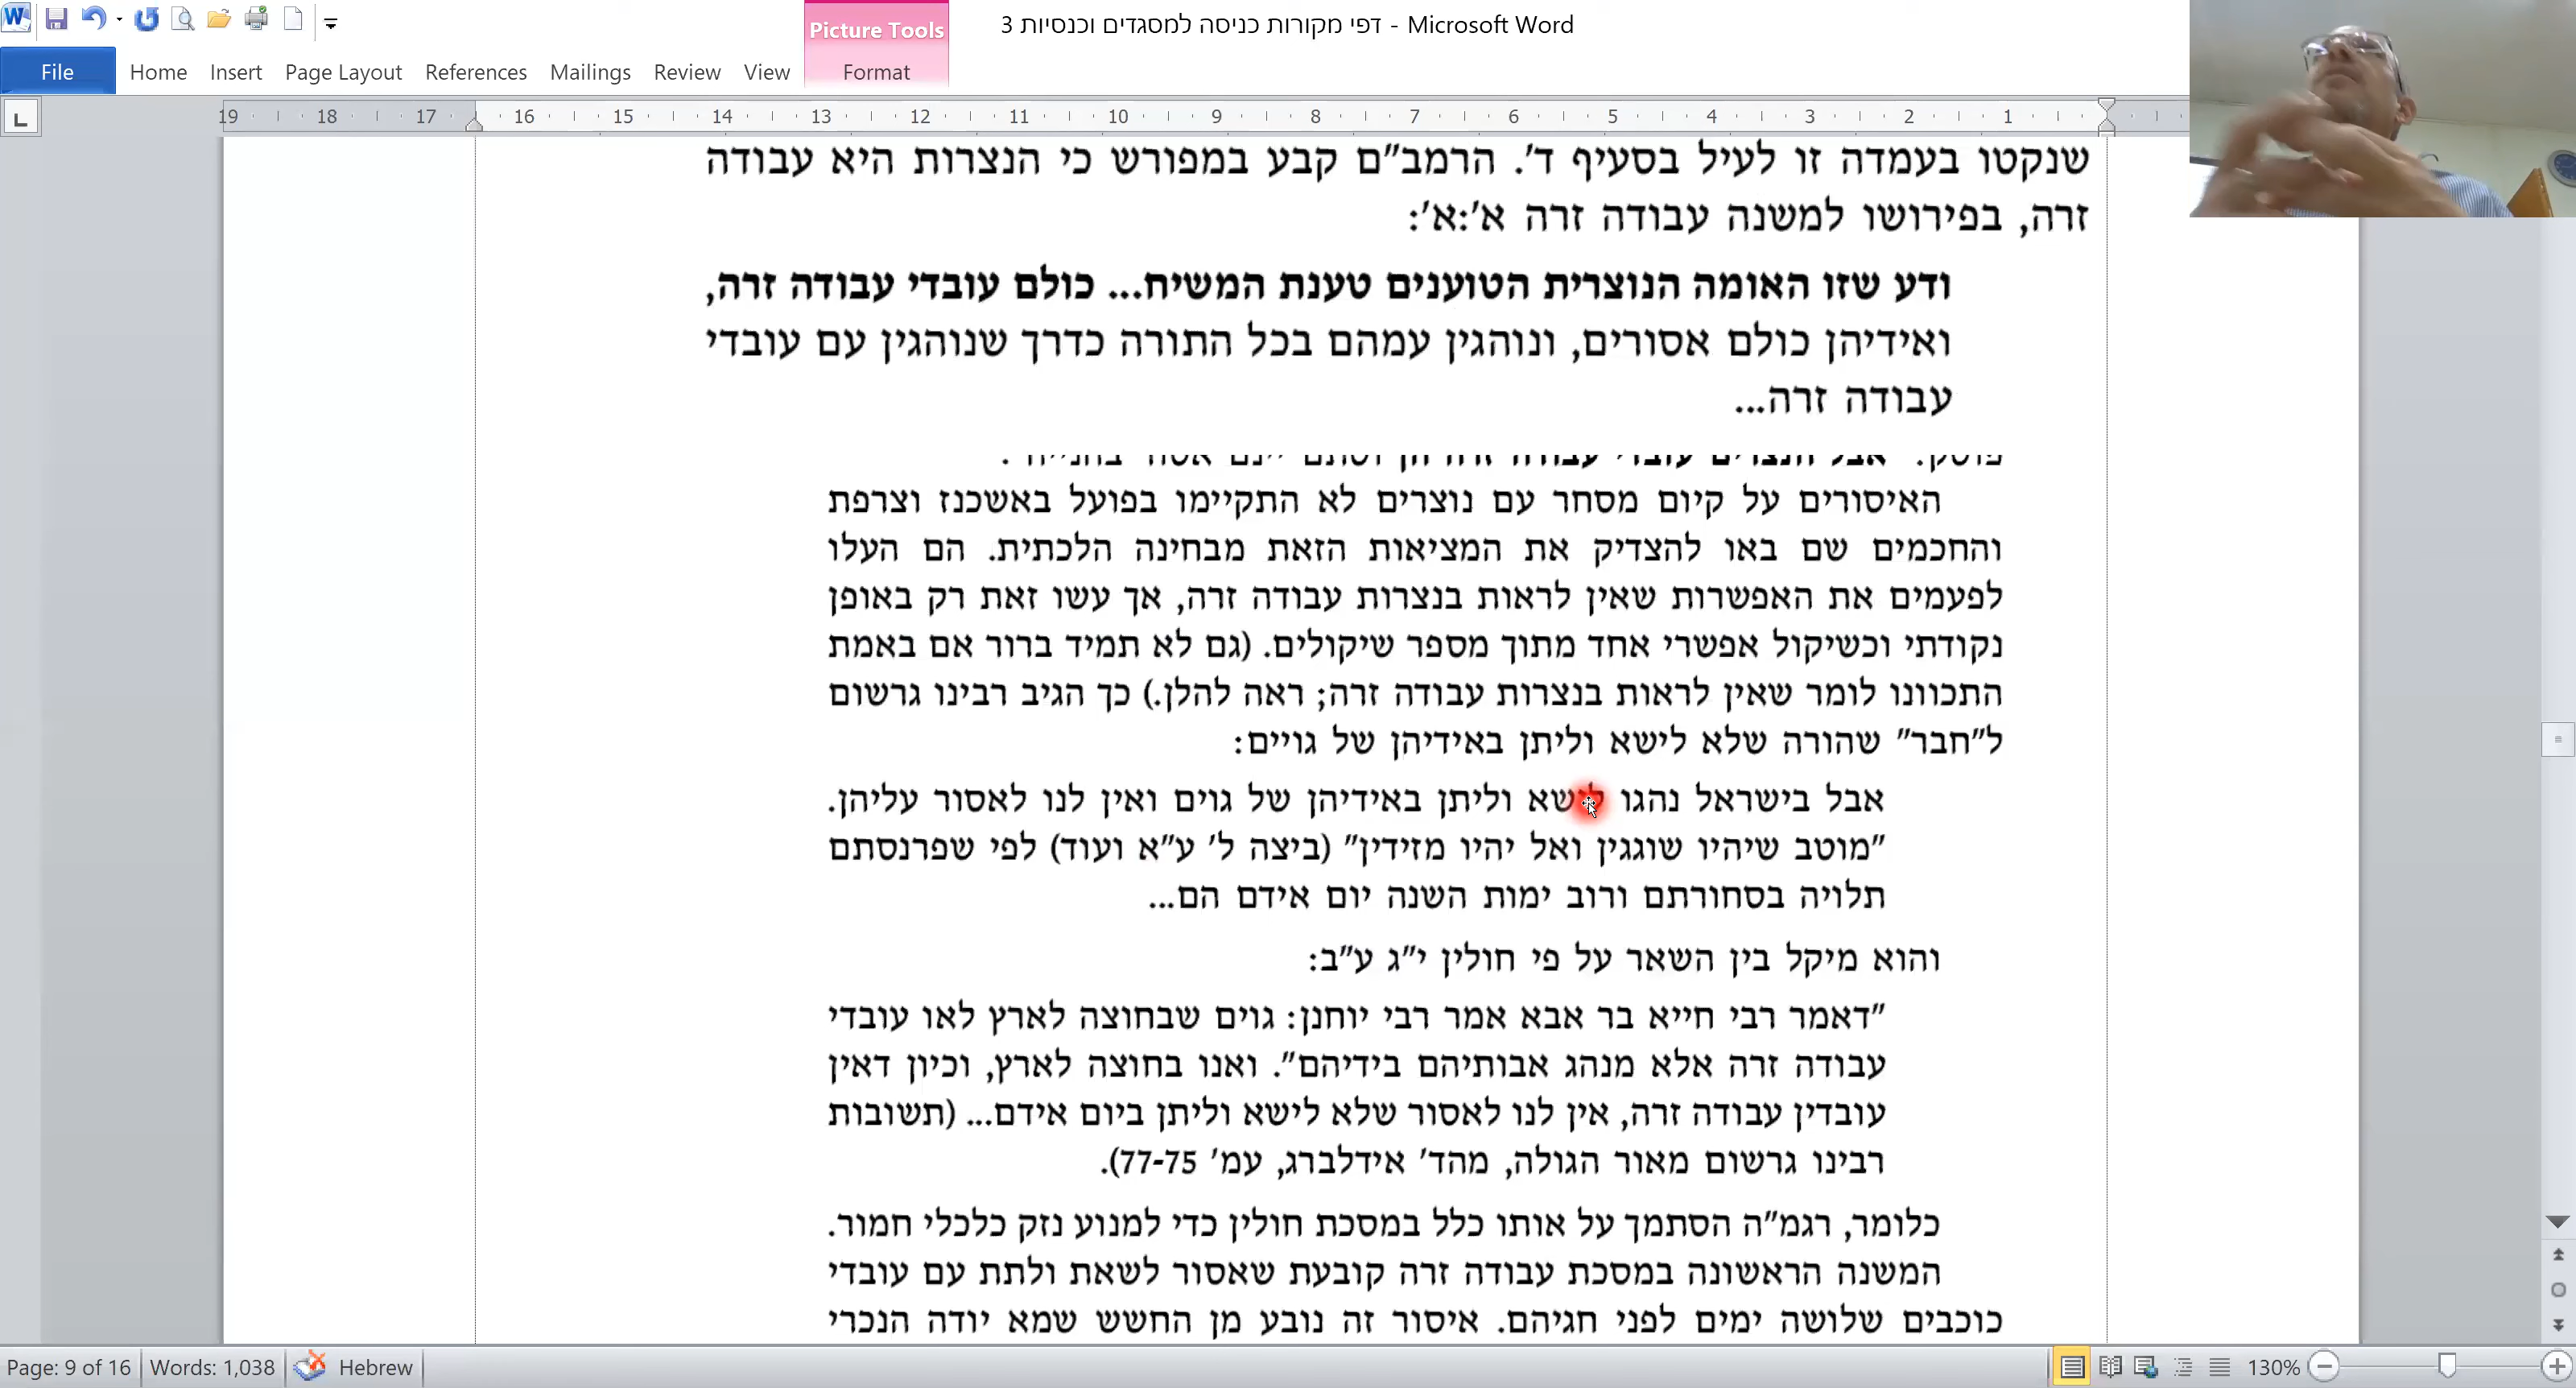 דפי מקורות כניסה למסגדים וכנסיות 3 - Microsoft Word
Picture Tools
File Home Insert Page Layout References Mailings Review View Format
19 18 17 16 15 14 13 12 11 10 9 8 7 6 5 4 3 2 1
שנקטו בעמדה זו לעיל בסעיף ד'. הרמב"ם קבע במפורש כי הנצרות היא עבודה
זרה, בפירושו למשנה עבודה זרה א':א':
ודע שזו האומה הנוצרית הטוענים טענת המשיח... כולם עובדי עבודה זרה,
ואידיהן כולם אסורים, ונוהגין עמהם בכל התורה כדרך שנוהגין עם עובדי
עבודה זרה...
האיסורים על קיום מסחר עם נוצרים לא התקיימו בפועל באשכנז וצרפת
והחכמים שם באו להצדיק את המציאות הזאת מבחינה הלכתית. הם העלו
לפעמים את האפשרות שאין לראות בנצרות עבודה זרה, אך עשו זאת רק באופן
נקודתי וכשיקול אפשרי אחד מתוך מספר שיקולים. (גם לא תמיד ברור אם באמת
התכוונו לומר שאין לראות בנצרות עבודה זרה; ראה להלן.) כך הגיב רבינו גרשום
ל"חבר" שהורה שלא לישא וליתן באידיהן של גויים:
אבל בישראל נהגו לישא וליתן באידיהן של גוים ואין לנו לאסור עליהן.
"מוטב שיהיו שוגגין ואל יהיו מזידין" (ביצה ל' ע"א ועוד) לפי שפרנסתם
תלויה בסחורתם ורוב ימות השנה יום אידם הם...
והוא מיקל בין השאר על פי חולין י"ג ע"ב:
"דאמר רבי חייא בר אבא אמר רבי יוחנן: גוים שבחוצה לארץ לאו עובדי
עבודה זרה אלא מנהג אבותיהם בידיהם". ואנו בחוצה לארץ, וכיון דאין
עובדין עבודה זרה, אין לנו לאסור שלא לישא וליתן ביום אידם... (תשובות
רבינו גרשום מאור הגולה, מהד' אידלברג, עמ' 77-75).
כלומר, רגמ"ה הסתמך על אותו כלל במסכת חולין כדי למנוע נזק כלכלי חמור.
המשנה הראשונה במסכת עבודה זרה קובעת שאסור לשאת ולתת עם עובדי
כוכבים שלושה ימים לפני חגיהם. איסור זה נובע מן החשש שמא יודה הנכרי
Page: 9 of 16 Words: 1,038 Hebrew 130%